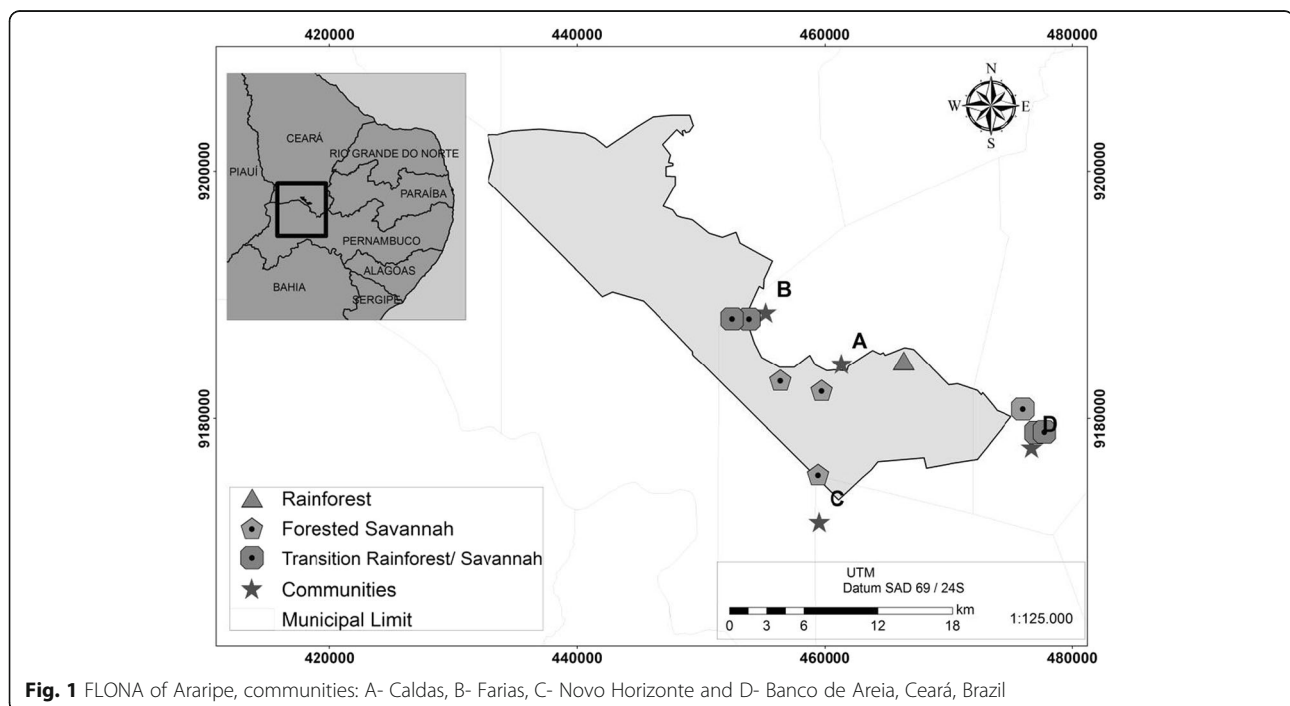 420000 440000 460000 480000
N
W E
S
CEARÁ
RIO GRANDE DO NORTE
PIAUÍ
PARAÍBA
PERNAMBUCO
ALAGOAS
BAHIA
SERGIPE
9200000 9200000
B
A
9180000 9180000
D
C
Rainforest
Forested Savannah
Transition Rainforest/ Savannah
Communities
Municipal Limit
UTM
Datum SAD 69 / 24S
km
0 3 6 12 18
1:125.000
420000 440000 460000 480000
Fig. 1 FLONA of Araripe, communities: A- Caldas, B- Farias, C- Novo Horizonte and D- Banco de Areia, Ceará, Brazil